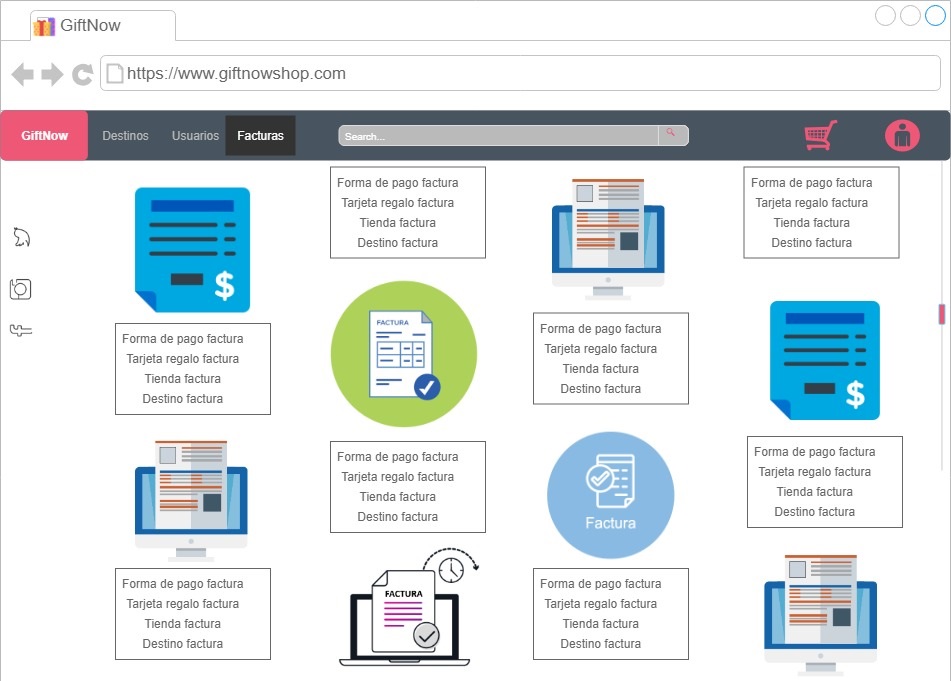 GiftNow
https://www.giftnowshop.com
GiftNow
Destinos
Usuarios
Facturas
Search...
Forma de pago factura
Tarjeta regalo factura
Tienda factura
Destino factura
Forma de pago factura
Tarjeta regalo factura
Tienda factura
Destino factura
$
FACTURA
Forma de pago factura
Tarjeta regalo factura
Tienda factura
Destino factura
Forma de pago factura
Tarjeta regalo factura
Tienda factura
Destino factura
$
Forma de pago factura
Tarjeta regalo factura
Tienda factura
Destino factura
Forma de pago factura
Tarjeta regalo factura
Tienda factura
Destino factura
Factura
Forma de pago factura
Tarjeta regalo factura
Tienda factura
Destino factura
FACTURA
Forma de pago factura
Tarjeta regalo factura
Tienda factura
Destino factura